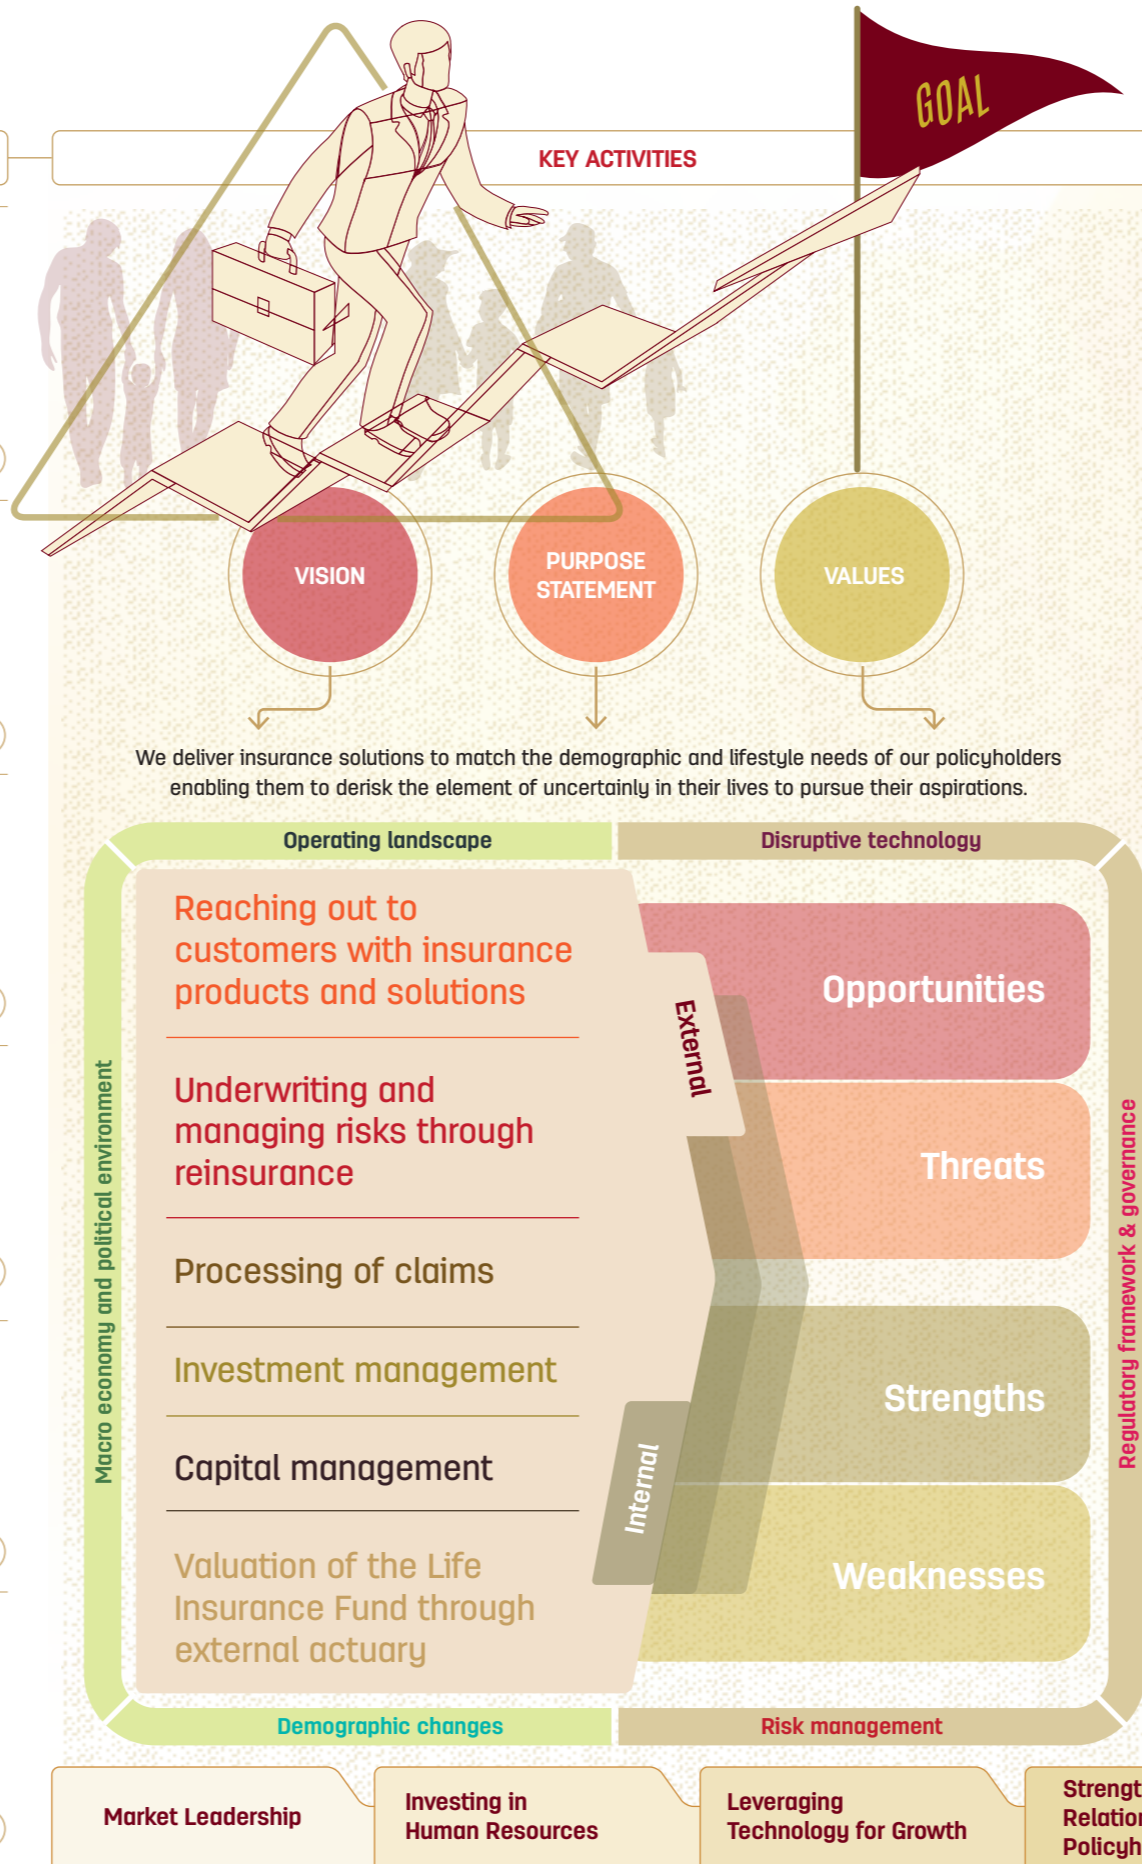 GOAL
KEY ACTIVITIES
VISION
PURPOSE
STATEMENT
VALUES
We deliver insurance solutions to match the demographic and lifestyle needs of our policyholders
enabling them to derisk the element of uncertainly in their lives to pursue their aspirations.
Operating landscape
Disruptive technology
Macro economy and political environment
Reaching out to
customers with insurance
products and solutions
Underwriting and
managing risks through
reinsurance
Processing of claims
Investment management
Capital management
Valuation of the Life
Insurance Fund through
external actuary
External
Internal
Opportunities
Threats
Strengths
Weaknesses
Regulatory framework & governance
Demographic changes
Risk management
Market Leadership
Investing in
Human Resources
Leveraging
Technology for Growth